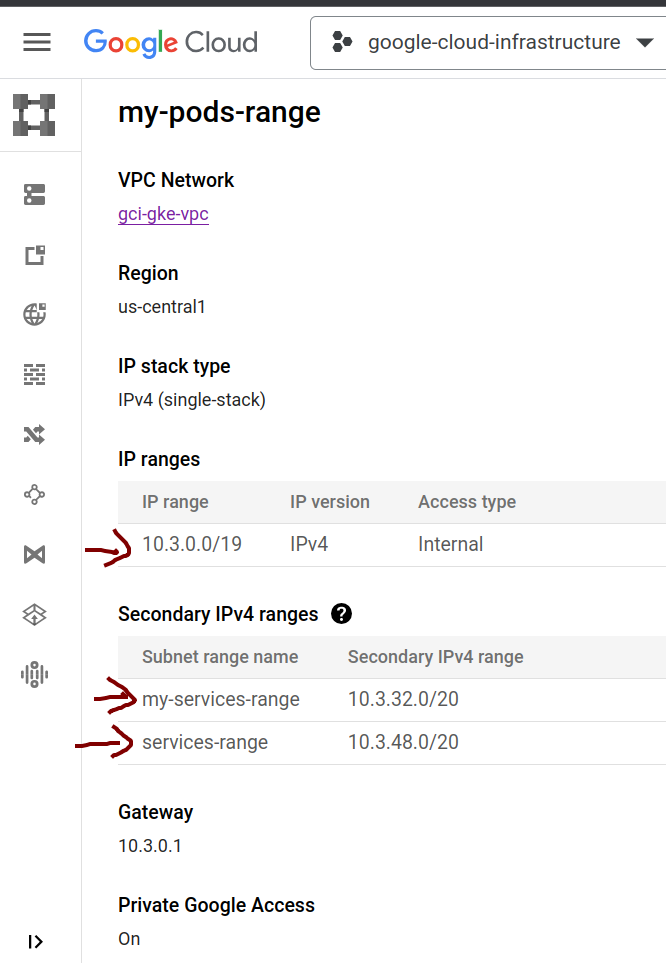 Google Cloud
google-cloud-infrastructure
my-pods-range
VPC Network
gci-gke-vpc
Region
us-central1
IP stack type
IPv4 (single-stack)
IP ranges
IP range IP version Access type
10.3.0.0/19 IPv4 Internal
Secondary IPv4 ranges ?
Subnet range name Secondary IPv4 range
my-services-range 10.3.32.0/20
services-range 10.3.48.0/20
Gateway
10.3.0.1
Private Google Access
On